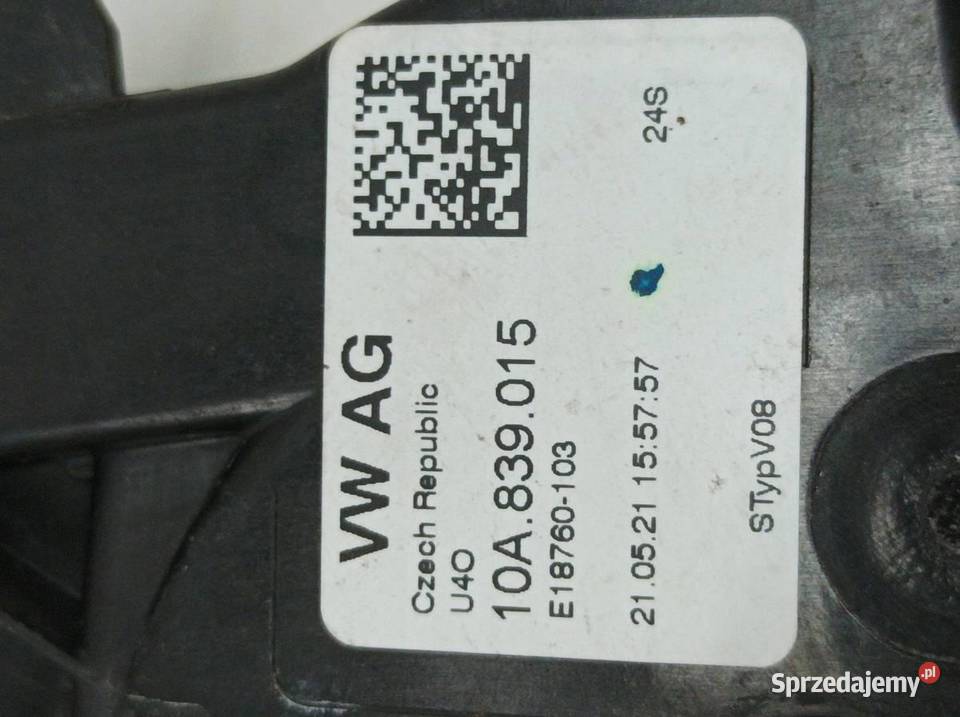 VW AG
Czech Republic
U4O
10A.839.015
E18760-103
21.05.21 15:57:57
24S
STypV08
Sprzedajemy.pl